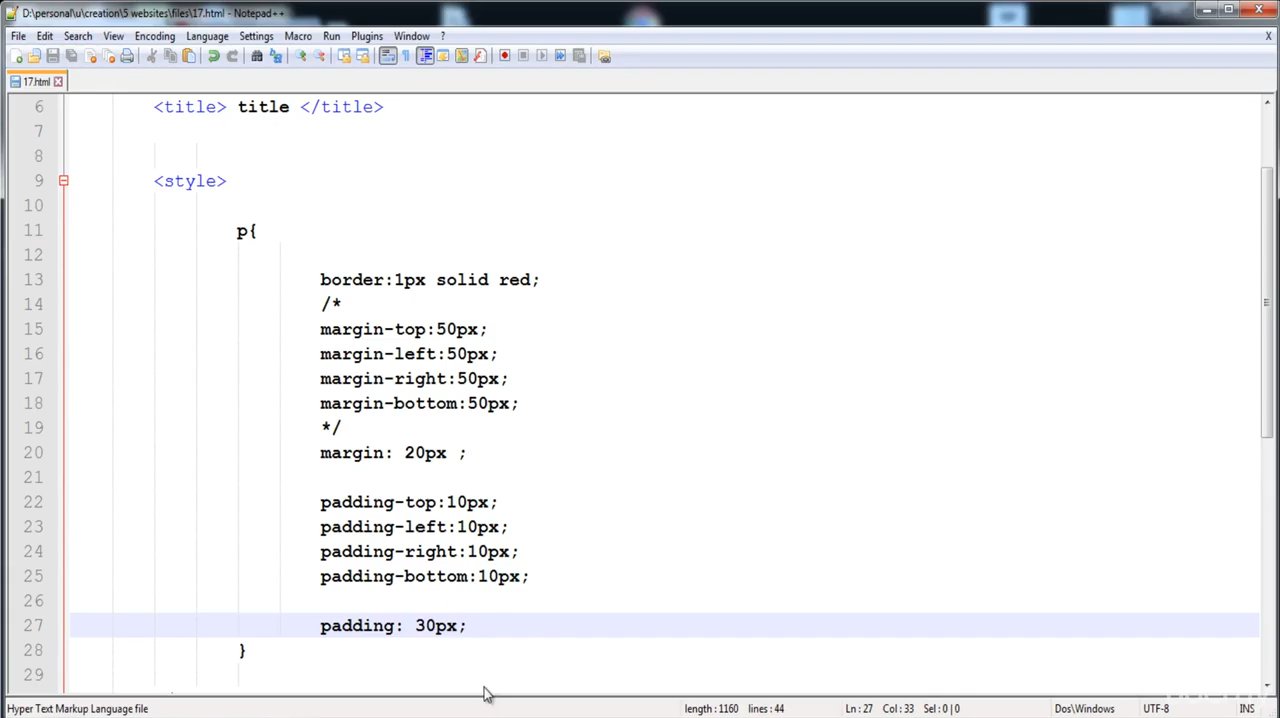 D:\personal\u\creation\5 websites\files\17.html - Notepad++
File Edit Search View Encoding Language Settings Macro Run Plugins Window ? X
17.html
6 <title> title </title>
7
8
9 <style>
10
11 p{
12
13 border:1px solid red;
14 /*
15 margin-top:50px;
16 margin-left:50px;
17 margin-right:50px;
18 margin-bottom:50px;
19 */
20 margin: 20px ;
21
22 padding-top:10px;
23 padding-left:10px;
24 padding-right:10px;
25 padding-bottom:10px;
26
27 padding: 30px;
28 }
29
Hyper Text Markup Language file length : 1160 lines : 44 Ln : 27 Col : 33 Sel : 0 | 0 Dos\Windows UTF-8 INS